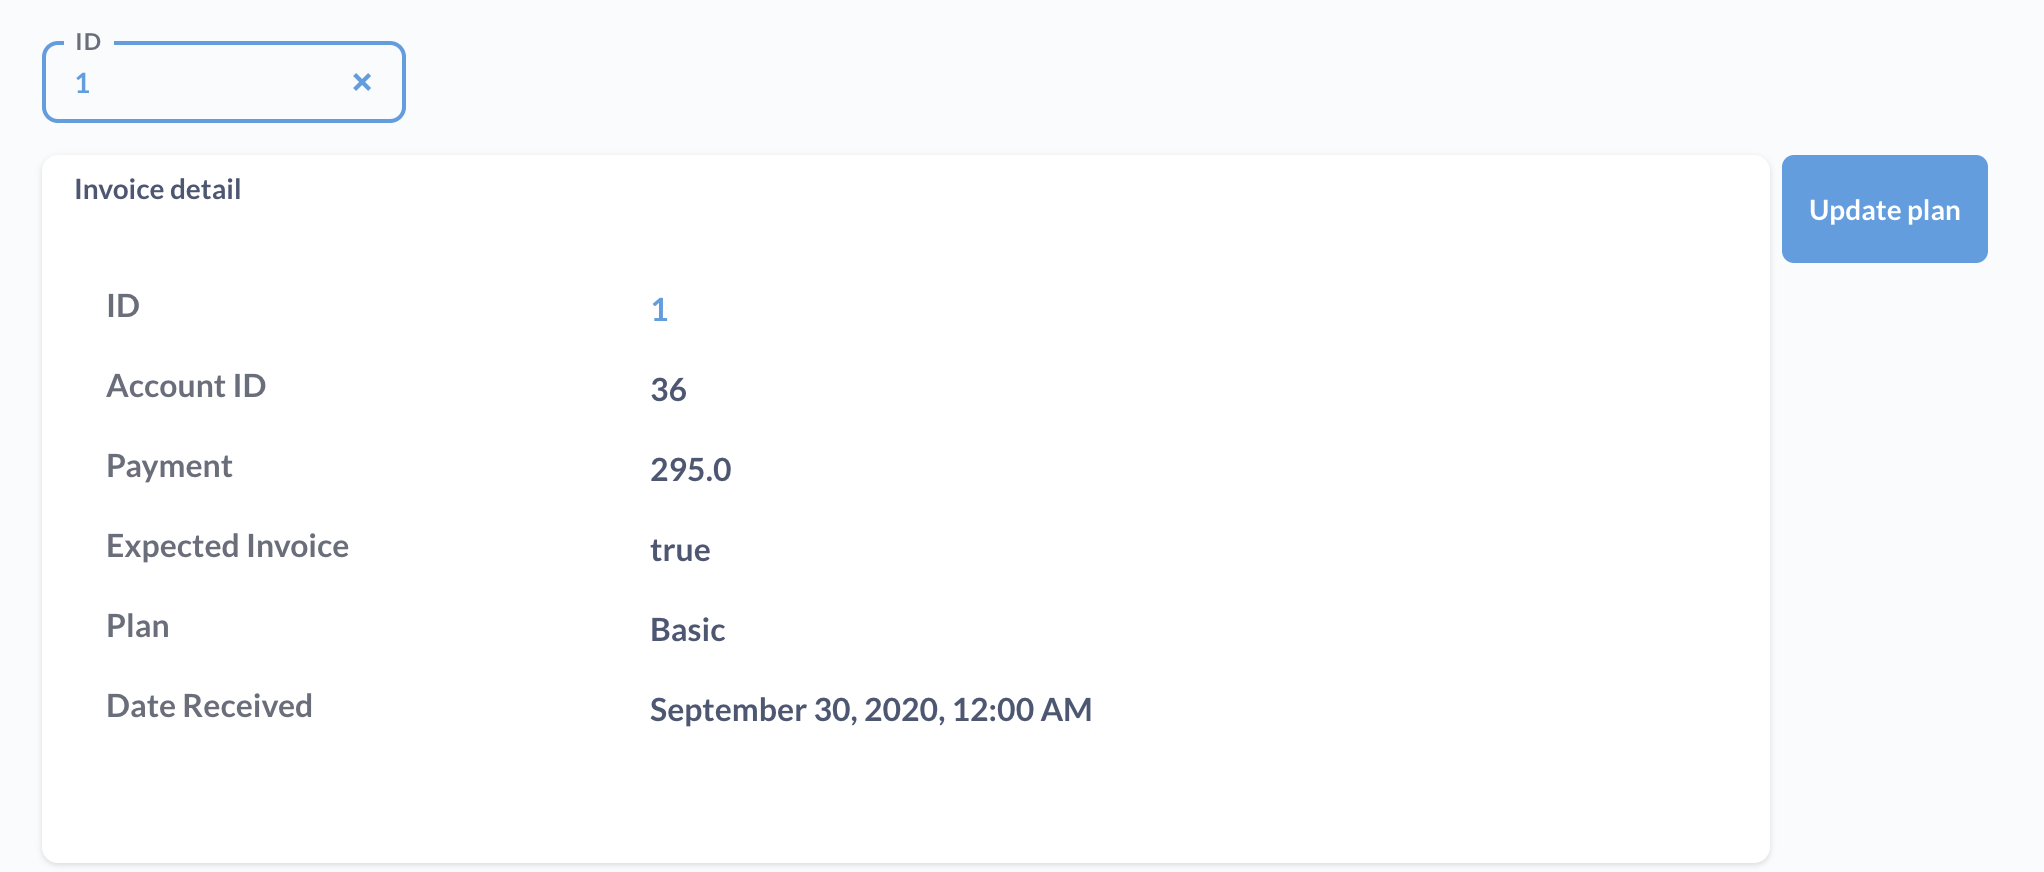 ID
1
Invoice detail
Update plan
ID 1
Account ID 36
Payment 295.0
Expected Invoice true
Plan Basic
Date Received September 30, 2020, 12:00 AM